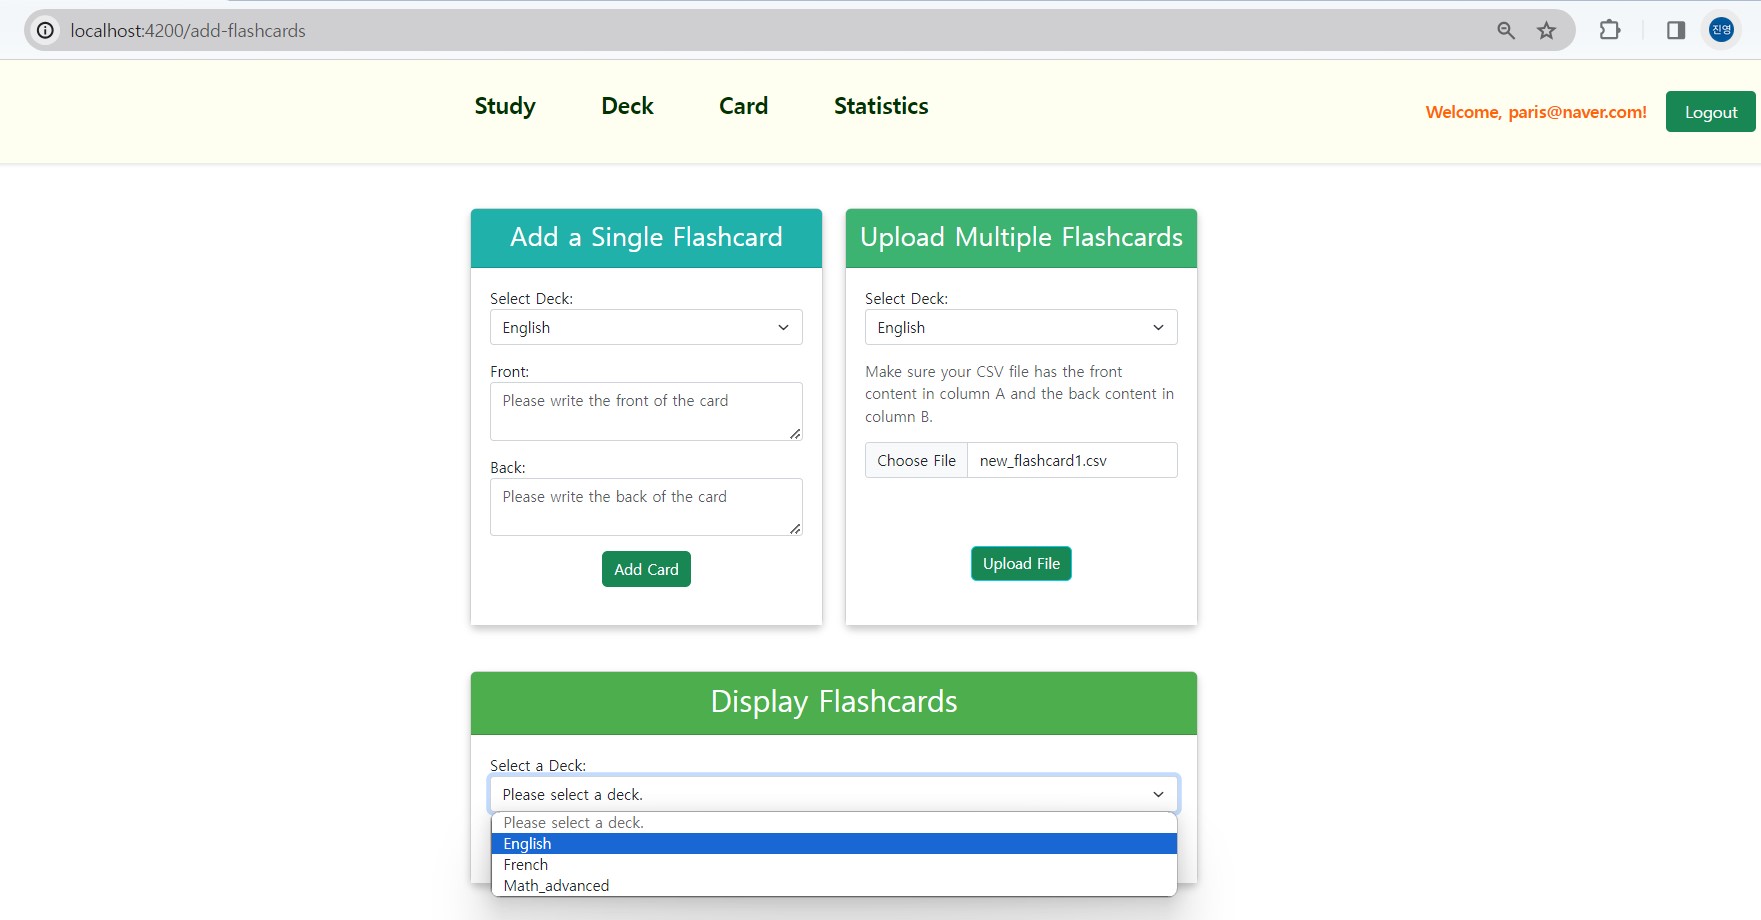 localhost:4200/add-flashcards
진영
Study Deck Card Statistics
Welcome, paris@naver.com!
Logout
Add a Single Flashcard
Select Deck:
English
Front:
Please write the front of the card
Back:
Please write the back of the card
Add Card
Upload Multiple Flashcards
Select Deck:
English
Make sure your CSV file has the front
content in column A and the back content in
column B.
Choose File new_flashcard1.csv
Upload File
Display Flashcards
Select a Deck:
Please select a deck.
Please select a deck.
English
French
Math_advanced